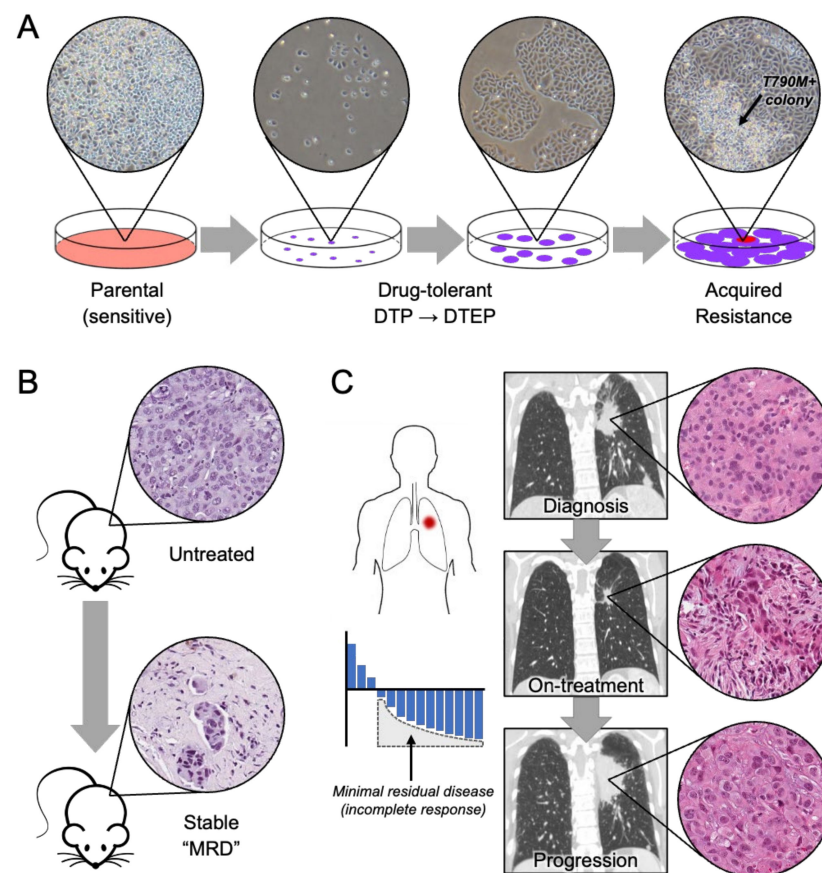 A
T790M+
colony
Parental
(sensitive)
Drug-tolerant
DTP → DTEP
Acquired
Resistance
B
Untreated
Stable
“MRD”
C
Diagnosis
On-treatment
Progression
Minimal residual disease
(incomplete response)